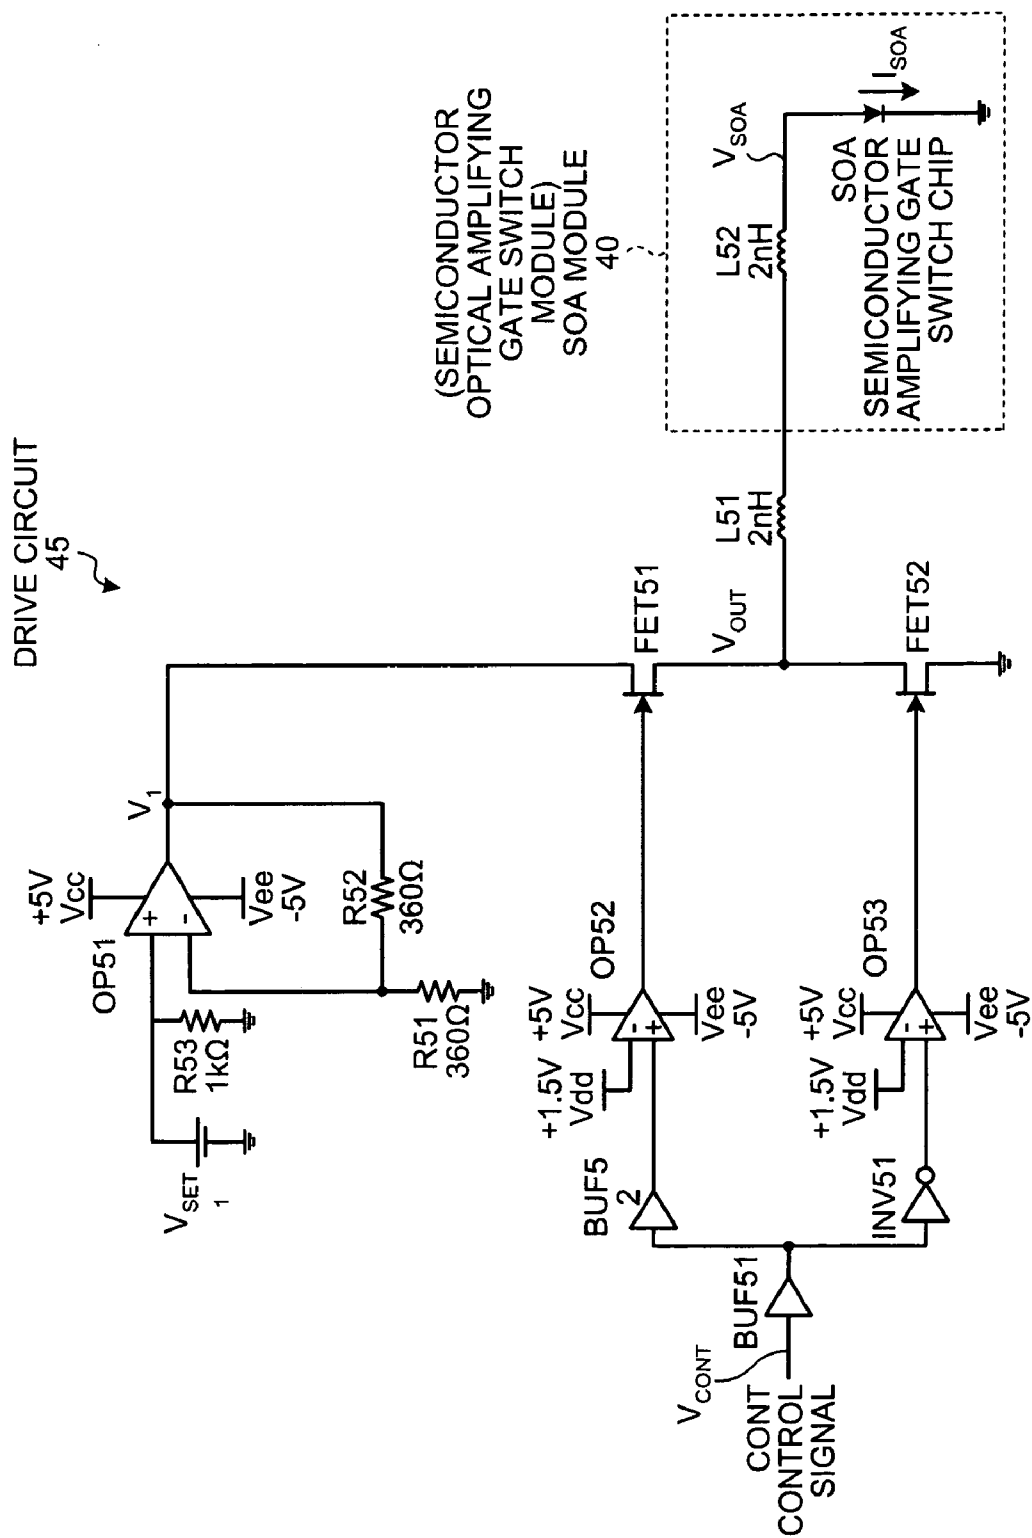 DRIVE CIRCUIT
45
(SEMICONDUCTOR
OPTICAL AMPLIFYING
GATE SWITCH
MODULE)
SOA MODULE
40
+5V
Vcc
V1
OP51
+
-
Vee
-5V
R52
360Ω
R51
360Ω
R53
1kΩ
VSET
1
L51
2nH
L52
2nH
VSOA
ISOA
SOA
SEMICONDUCTOR
AMPLIFYING GATE
SWITCH CHIP
FET51
VOUT
FET52
OP52
+5V
Vcc
-
+
Vee
-5V
+1.5V
Vdd
BUF5
2
OP53
+5V
Vcc
-
+
Vee
-5V
+1.5V
Vdd
INV51
BUF51
VCONT
CONT
CONTROL
SIGNAL